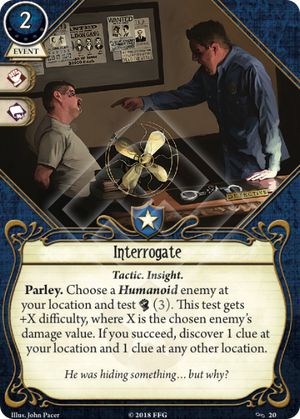 2
EVENT
WANTED
WANTED
DETECTIVE
Interrogate
Tactic. Insight.
Parley. Choose a Humanoid enemy at
your location and test (3). This test gets
+X difficulty, where X is the chosen enemy's
damage value. If you succeed, discover 1 clue at
your location and 1 clue at any other location.
He was hiding something... but why?
Illus. John Pacer
© 2018 FFG
20